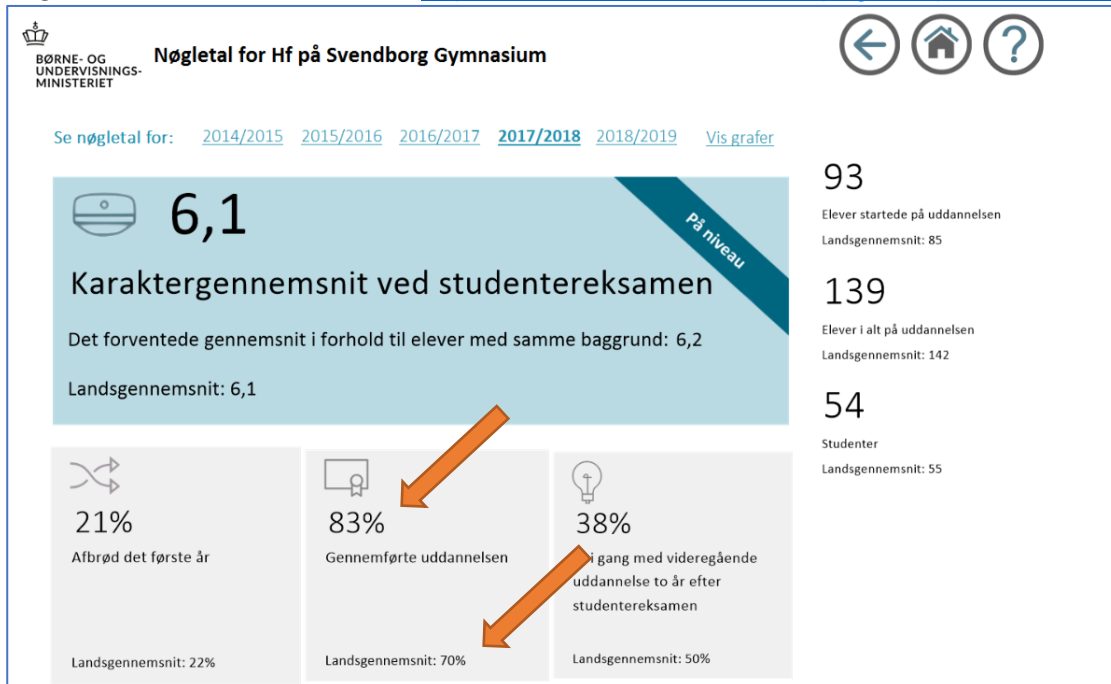 BØRNE- OG
UNDERVISNINGS-
MINISTERIET
Nøgletal for Hf på Svendborg Gymnasium
?
Se nøgletal for: 2014/2015 2015/2016 2016/2017 2017/2018 2018/2019 Vis grafer
6,1
På niveau
Karaktergennemsnit ved studentereksamen
Det forventede gennemsnit i forhold til elever med samme baggrund: 6,2
Landsgennemsnit: 6,1
93
Elever startede på uddannelsen
Landsgennemsnit: 85
139
Elever i alt på uddannelsen
Landsgennemsnit: 142
54
Studenter
Landsgennemsnit: 55
21%
Afbrød det første år
Landsgennemsnit: 22%
83%
Gennemførte uddannelsen
Landsgennemsnit: 70%
38%
i gang med videregående
uddannelse to år efter
studentereksamen
Landsgennemsnit: 50%